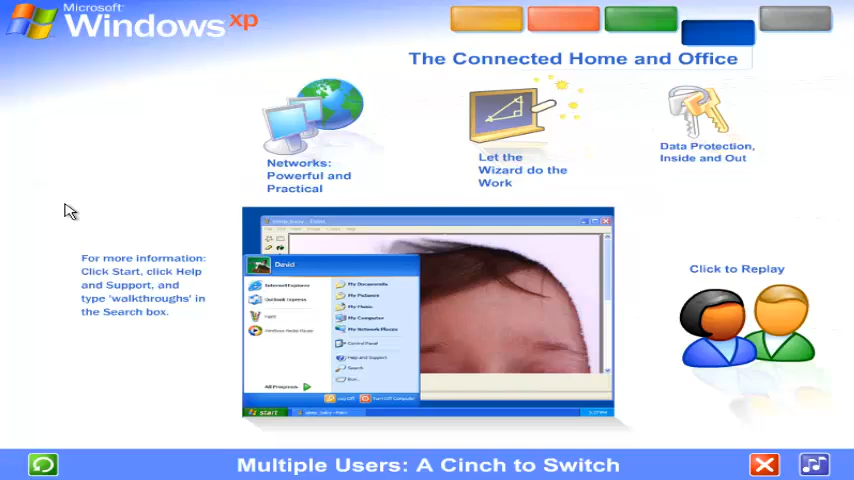 Microsoft®
Windows xp
The Connected Home and Office
Networks:
Powerful and
Practical
Let the
Wizard do the
Work
Data Protection,
Inside and Out
For more information:
Click Start, click Help
and Support, and
type 'walkthroughs' in
the Search box.
David
Internet Explorer
Outlook Express
Paint
Windows Media Player
All Programs
My Documents
My Pictures
My Music
My Computer
My Network Places
Control Panel
Help and Support
Search
Run...
Log Off
Turn Off Computer
start
Click to Replay
Multiple Users: A Cinch to Switch